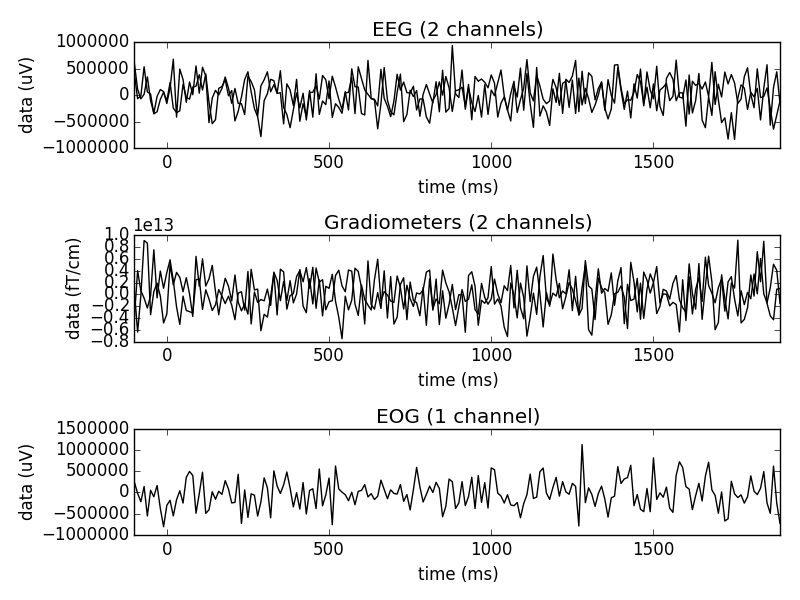 EEG (2 channels)
1000000
500000
0
−500000
−1000000
data (uV)
0 500 1000 1500
time (ms)
1e13
Gradiometers (2 channels)
1.0
0.8
0.6
0.4
0.2
0.0
−0.2
−0.4
−0.6
−0.8
data (fT/cm)
0 500 1000 1500
time (ms)
EOG (1 channel)
1500000
1000000
500000
0
−500000
−1000000
data (uV)
0 500 1000 1500
time (ms)